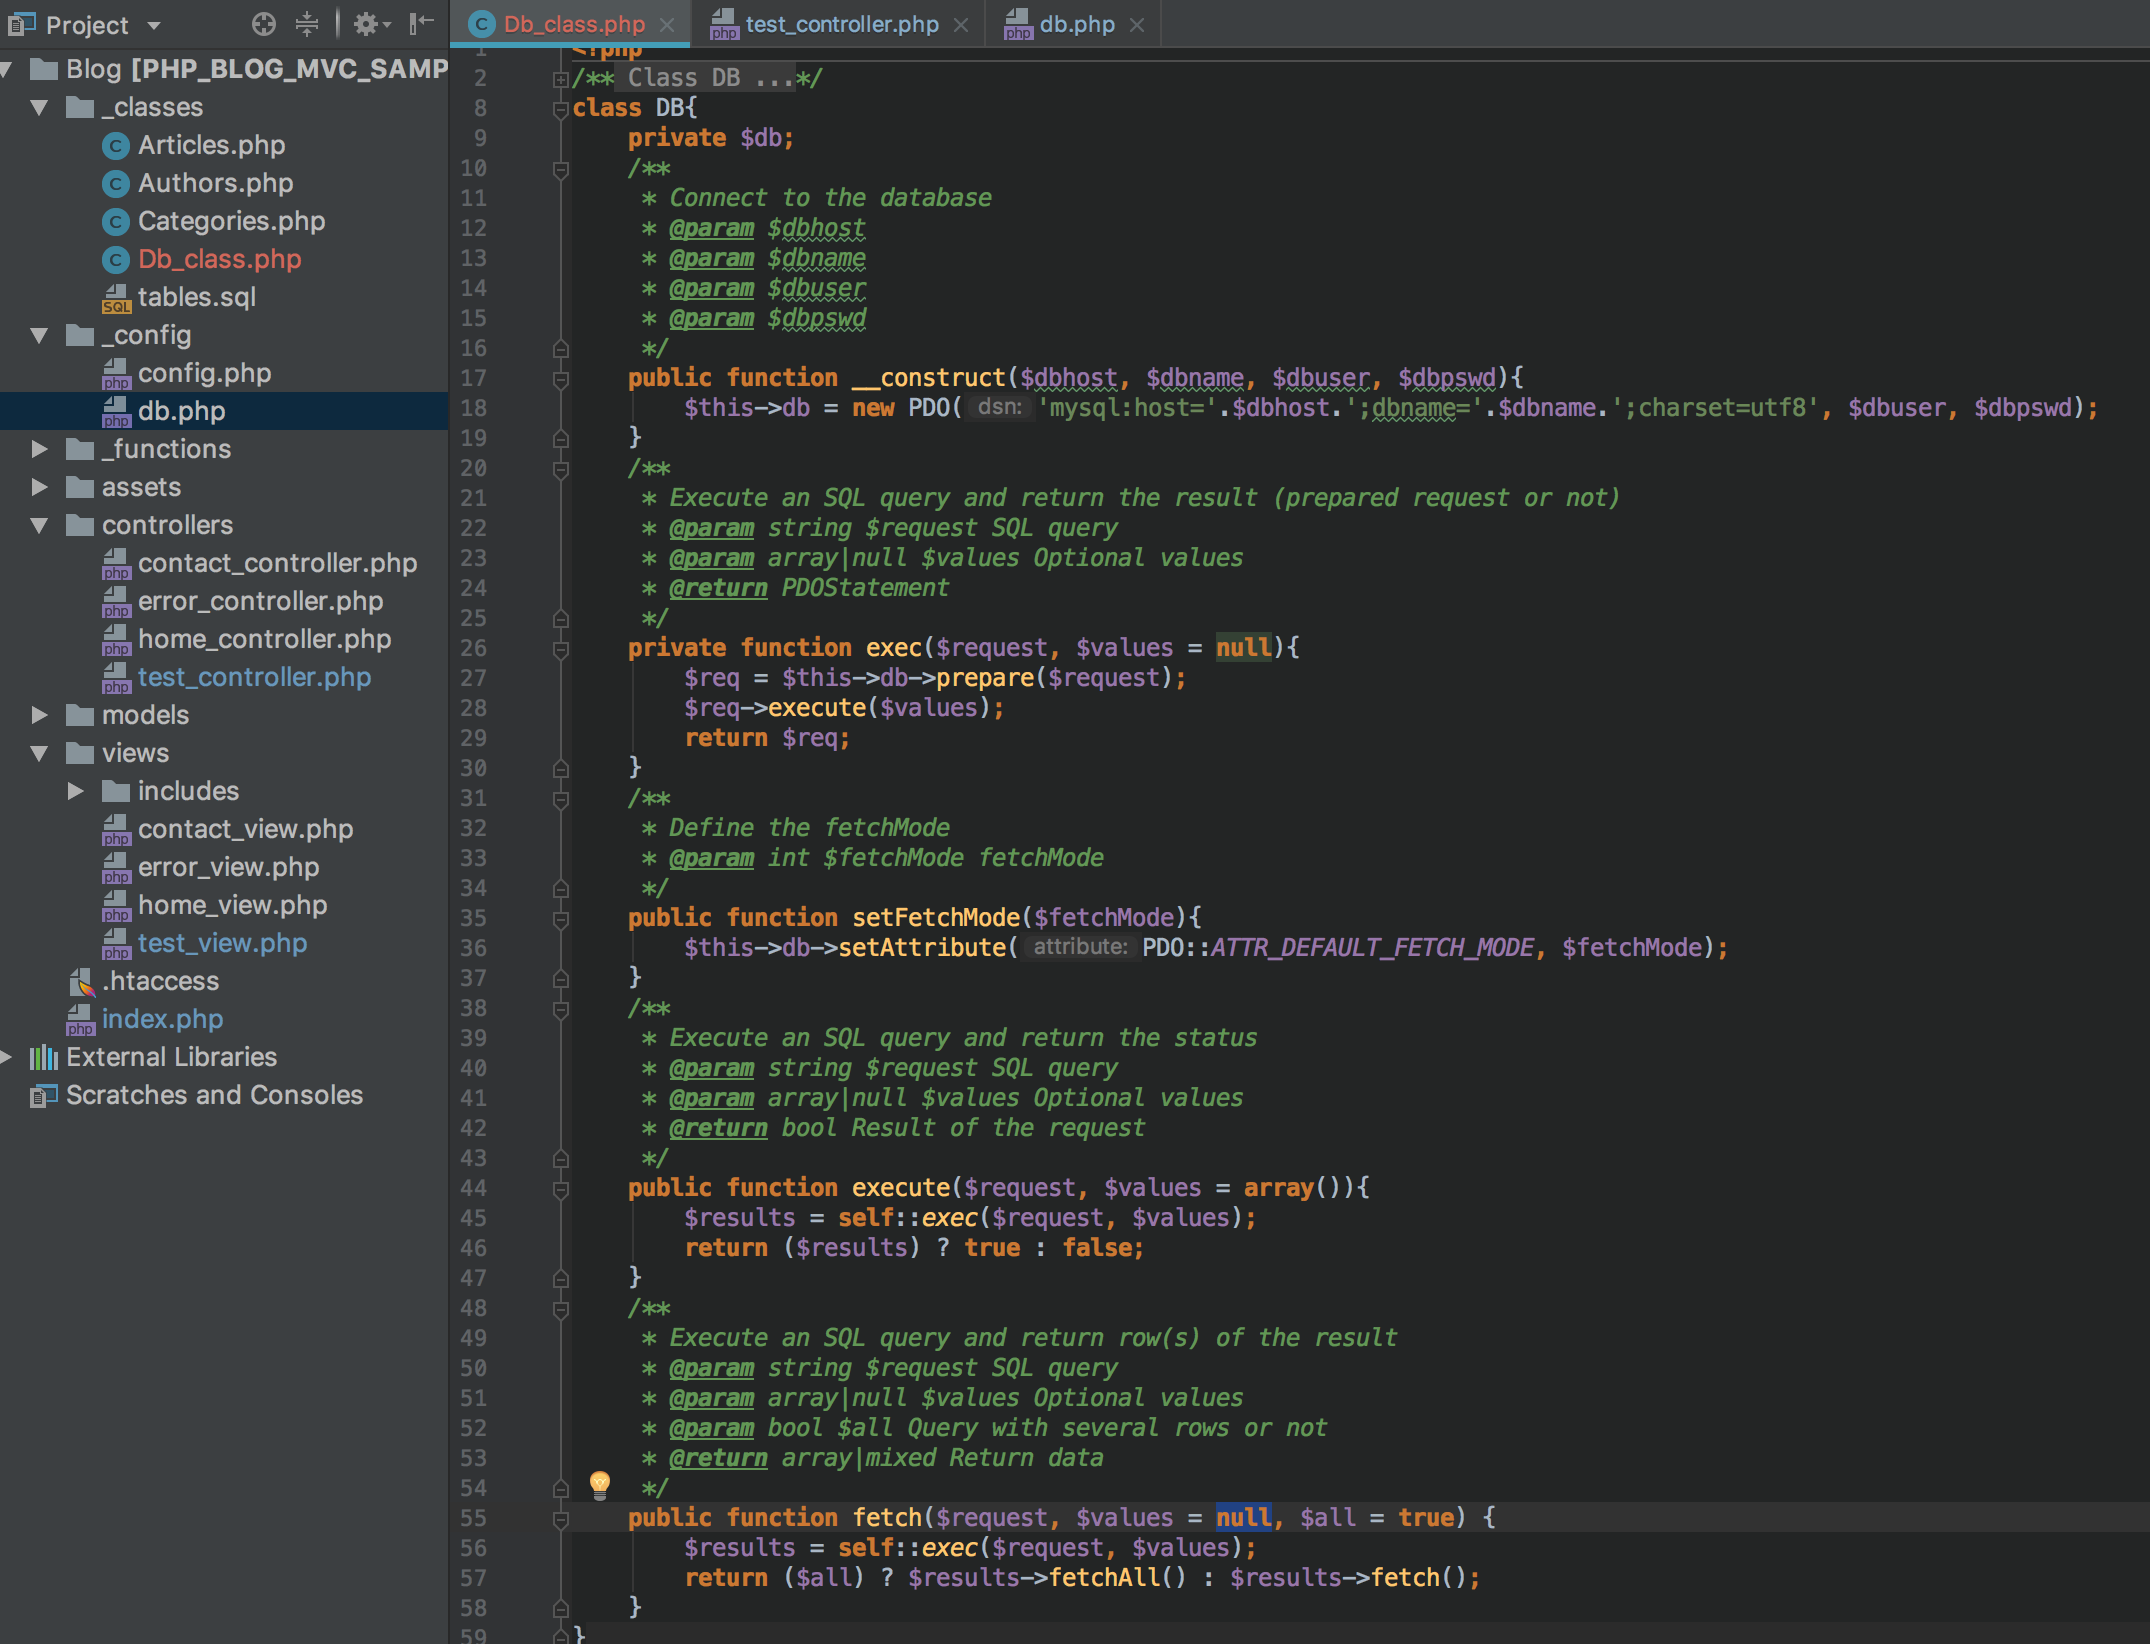 Project
Blog [PHP_BLOG_MVC_SAMP
_classes
Articles.php
Authors.php
Categories.php
Db_class.php
tables.sql
_config
config.php
db.php
_functions
assets
controllers
contact_controller.php
error_controller.php
home_controller.php
test_controller.php
models
views
includes
contact_view.php
error_view.php
home_view.php
test_view.php
.htaccess
index.php
External Libraries
Scratches and Consoles
Db_class.php test_controller.php db.php
1 <?php
2 /** Class DB ...*/
8 class DB{
9 private $db;
10 /**
11 * Connect to the database
12 * @param $dbhost
13 * @param $dbname
14 * @param $dbuser
15 * @param $dbpswd
16 */
17 public function __construct($dbhost, $dbname, $dbuser, $dbpswd){
18 $this->db = new PDO( dsn: 'mysql:host='.$dbhost.';dbname='.$dbname.';charset=utf8', $dbuser, $dbpswd);
19 }
20 /**
21 * Execute an SQL query and return the result (prepared request or not)
22 * @param string $request SQL query
23 * @param array|null $values Optional values
24 * @return PDOStatement
25 */
26 private function exec($request, $values = null){
27 $req = $this->db->prepare($request);
28 $req->execute($values);
29 return $req;
30 }
31 /**
32 * Define the fetchMode
33 * @param int $fetchMode fetchMode
34 */
35 public function setFetchMode($fetchMode){
36 $this->db->setAttribute( attribute: PDO::ATTR_DEFAULT_FETCH_MODE, $fetchMode);
37 }
38 /**
39 * Execute an SQL query and return the status
40 * @param string $request SQL query
41 * @param array|null $values Optional values
42 * @return bool Result of the request
43 */
44 public function execute($request, $values = array()){
45 $results = self::exec($request, $values);
46 return ($results) ? true : false;
47 }
48 /**
49 * Execute an SQL query and return row(s) of the result
50 * @param string $request SQL query
51 * @param array|null $values Optional values
52 * @param bool $all Query with several rows or not
53 * @return array|mixed Return data
54 */
55 public function fetch($request, $values = null, $all = true) {
56 $results = self::exec($request, $values);
57 return ($all) ? $results->fetchAll() : $results->fetch();
58 }
59 }